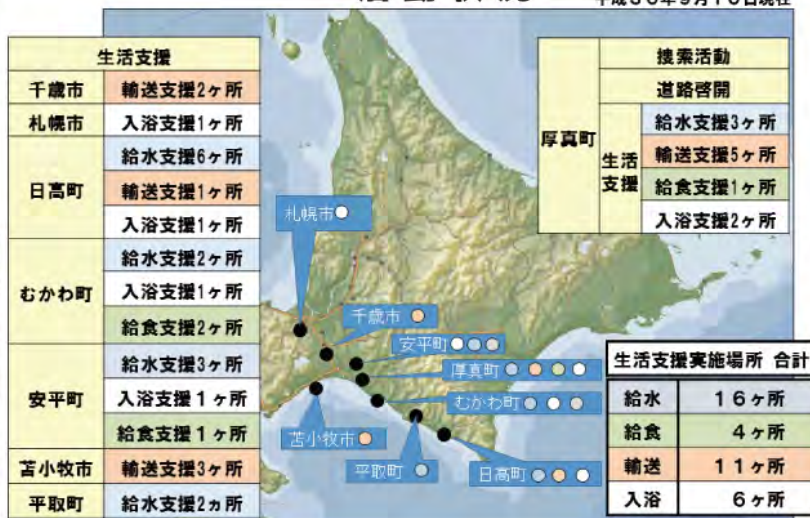 平成30年9月10日現在
生活支援
千歳市 輸送支援2ヶ所
札幌市 入浴支援1ヶ所
日高町 給水支援6ヶ所
輸送支援1ヶ所
入浴支援1ヶ所
むかわ町 給水支援2ヶ所
入浴支援1ヶ所
給食支援2ヶ所
安平町 給水支援3ヶ所
入浴支援1ヶ所
給食支援1ヶ所
苫小牧市 輸送支援3ヶ所
平取町 給水支援2ヵ所
厚真町
捜索活動
道路啓開
生活支援
給水支援3ヶ所
輸送支援5ヶ所
給食支援1ヶ所
入浴支援2ヶ所
札幌市
千歳市
安平町
厚真町
むかわ町
苫小牧市
平取町
日高町
生活支援実施場所 合計
給水 16ヶ所
給食 4ヶ所
輸送 11ヶ所
入浴 6ヶ所